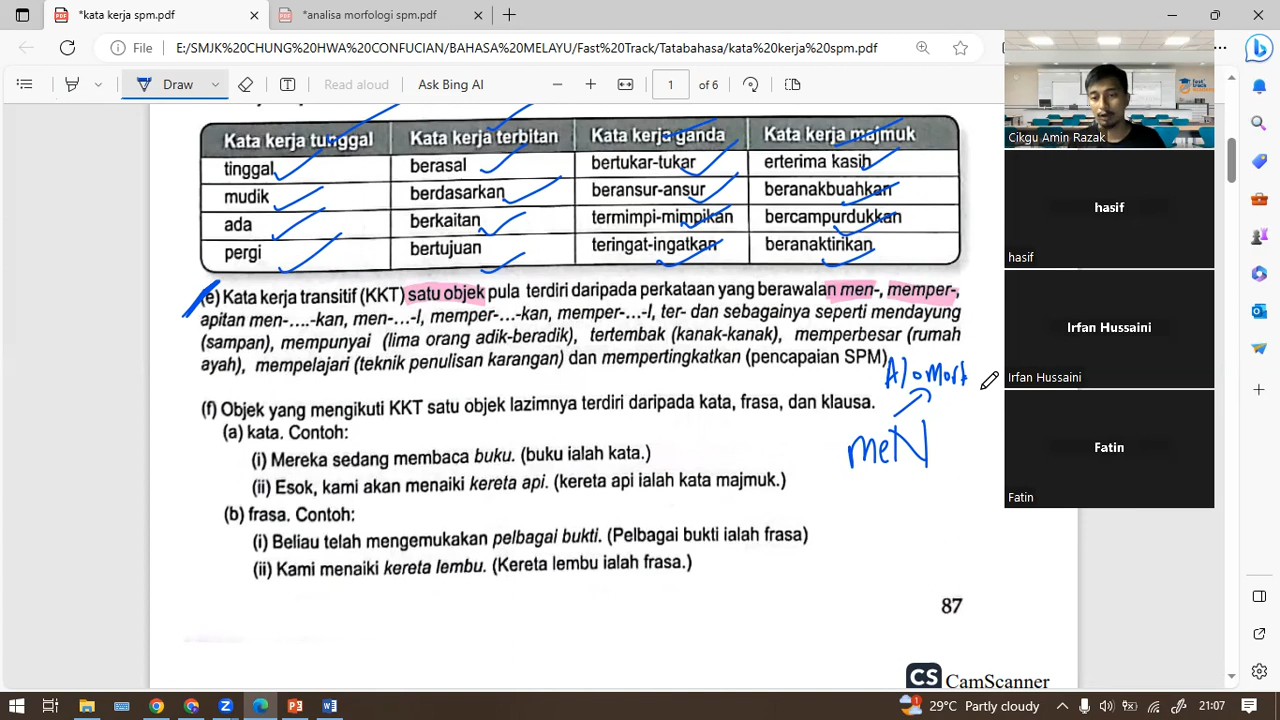 *kata kerja spm.pdf
*analisa morfologi spm.pdf
File
E:/SMJK%20CHUNG%20HWA%20CONFUCIAN/BAHASA%20MELAYU/Fast%20Track/Tatabahasa/kata%20kerja%20spm.pdf
Draw
Read aloud
Ask Bing AI
1 of 6
Kata kerja tunggal Kata kerja terbitan Kata kerja ganda Kata kerja majmuk
tinggal berasal bertukar-tukar erterima kasih
mudik berdasarkan beransur-ansur beranakbuahkan
ada berkaitan termimpi-mimpikan bercampurdukkan
pergi bertujuan teringat-ingatkan beranaktirikan
(e) Kata kerja transitif (KKT) satu objek pula terdiri daripada perkataan yang berawalan men-, memper-,
apitan men-....-kan, men-...-I, memper-...-kan, memper-...-I, ter- dan sebagainya seperti mendayung
(sampan), mempunyai (lima orang adik-beradik), tertembak (kanak-kanak), memperbesar (rumah
ayah), mempelajari (teknik penulisan karangan) dan mempertingkatkan (pencapaian SPM)
Alomorf
(f) Objek yang mengikuti KKT satu objek lazimnya terdiri daripada kata, frasa, dan klausa.
meN
(a) kata. Contoh:
(i) Mereka sedang membaca buku. (buku ialah kata.)
(ii) Esok, kami akan menaiki kereta api. (kereta api ialah kata majmuk.)
(b) frasa. Contoh:
(i) Beliau telah mengemukakan pelbagai bukti. (Pelbagai bukti ialah frasa)
(ii) Kami menaiki kereta lembu. (Kereta lembu ialah frasa.)
87
CS CamScanner
Cikgu Amin Razak
hasif
hasif
Irfan Hussaini
Irfan Hussaini
Fatin
Fatin
29°C Partly cloudy
21:07